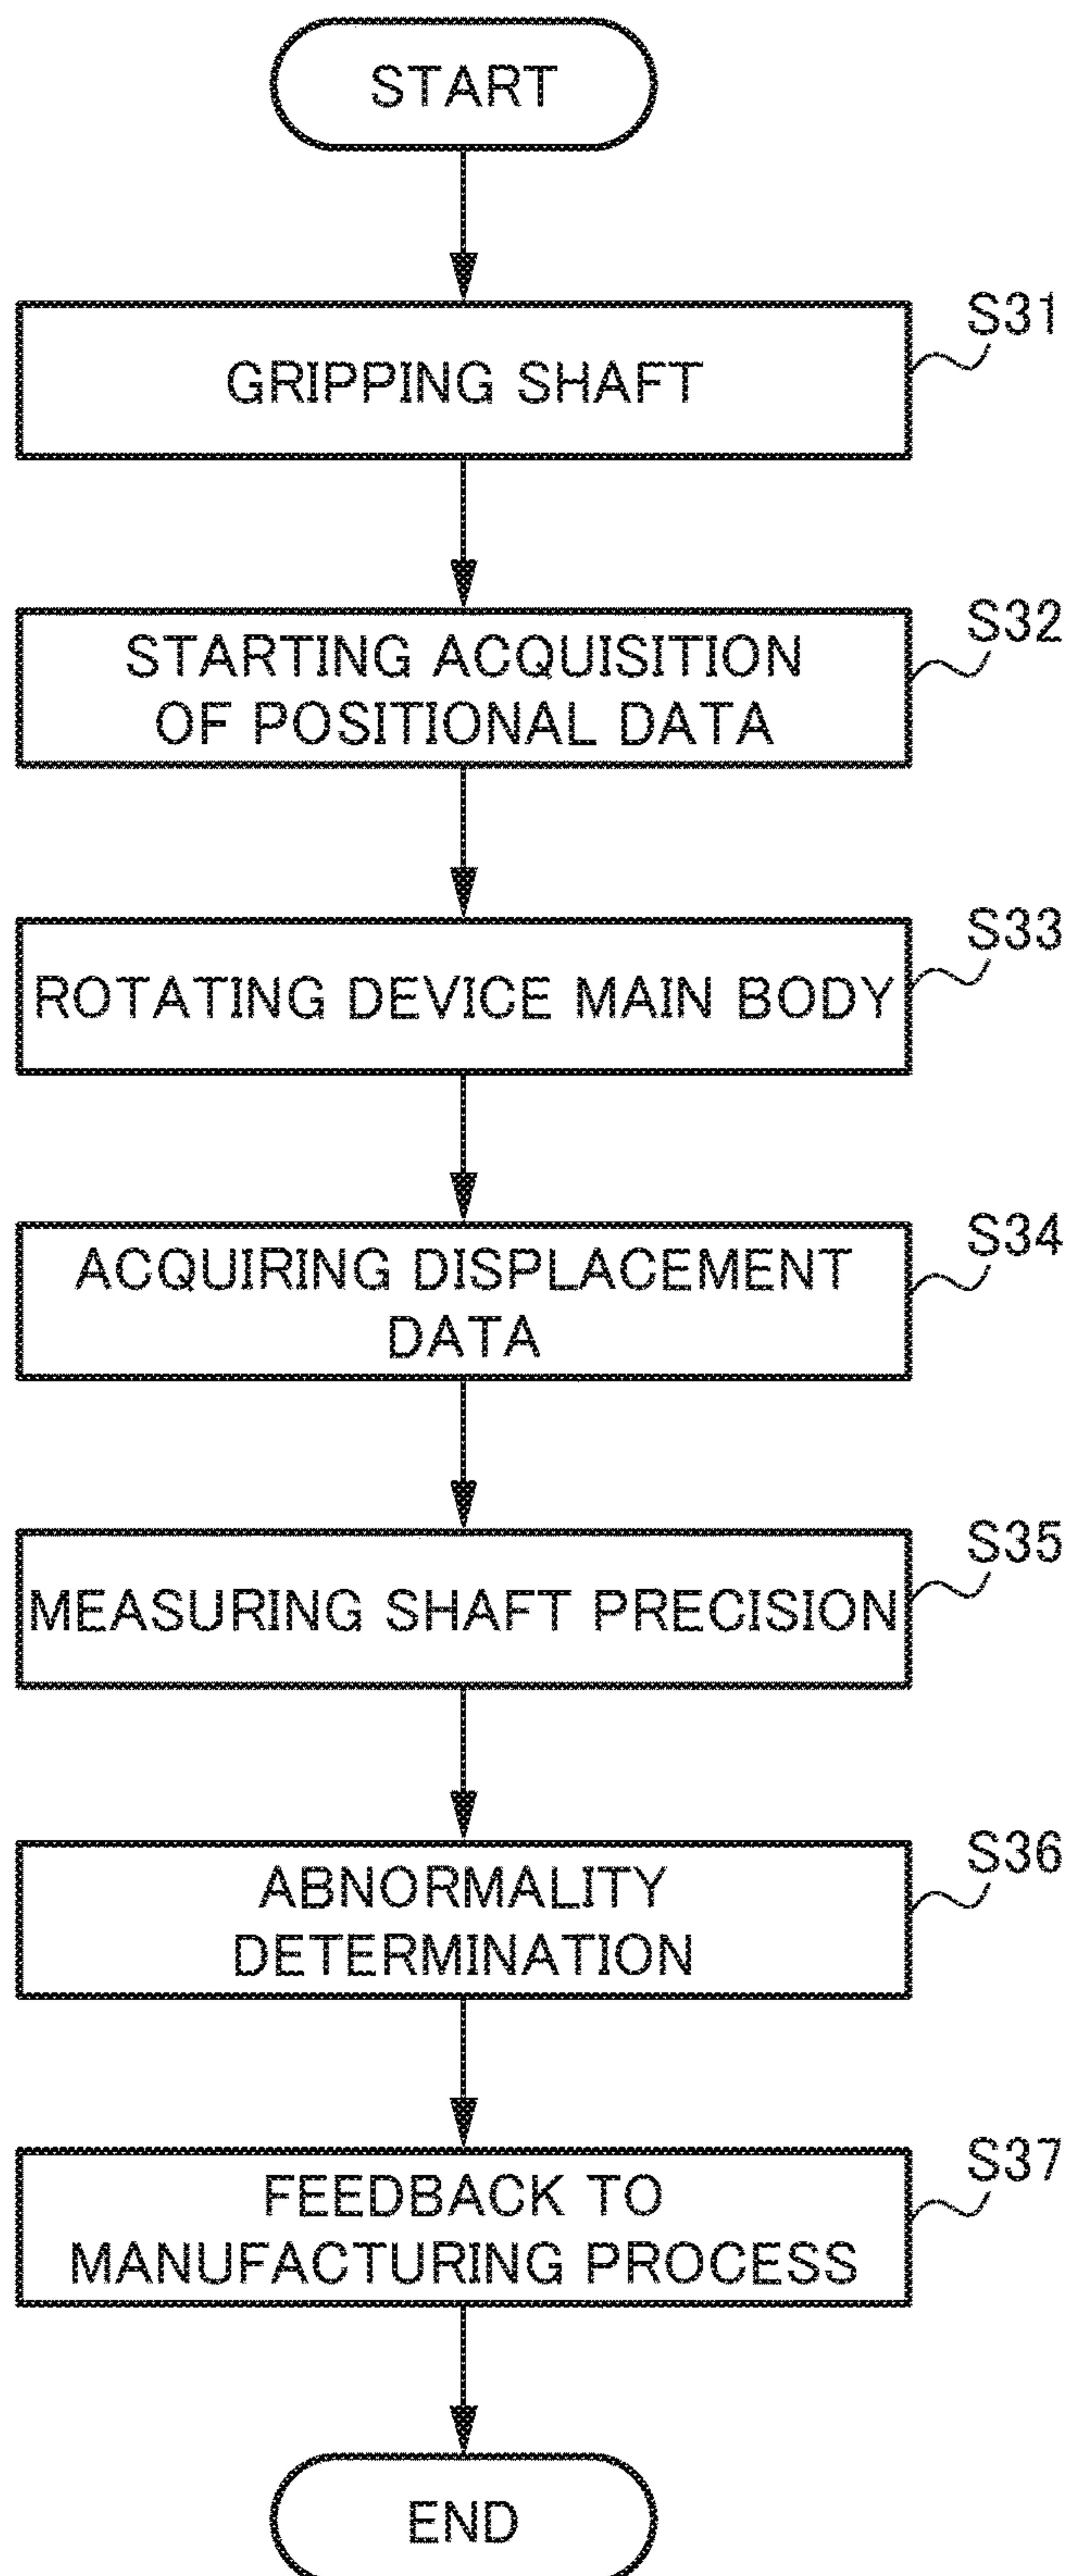 START
S31
GRIPPING SHAFT
S32
STARTING ACQUISITION
OF POSITIONAL DATA
S33
ROTATING DEVICE MAIN BODY
S34
ACQUIRING DISPLACEMENT
DATA
S35
MEASURING SHAFT PRECISION
S36
ABNORMALITY
DETERMINATION
S37
FEEDBACK TO
MANUFACTURING PROCESS
END